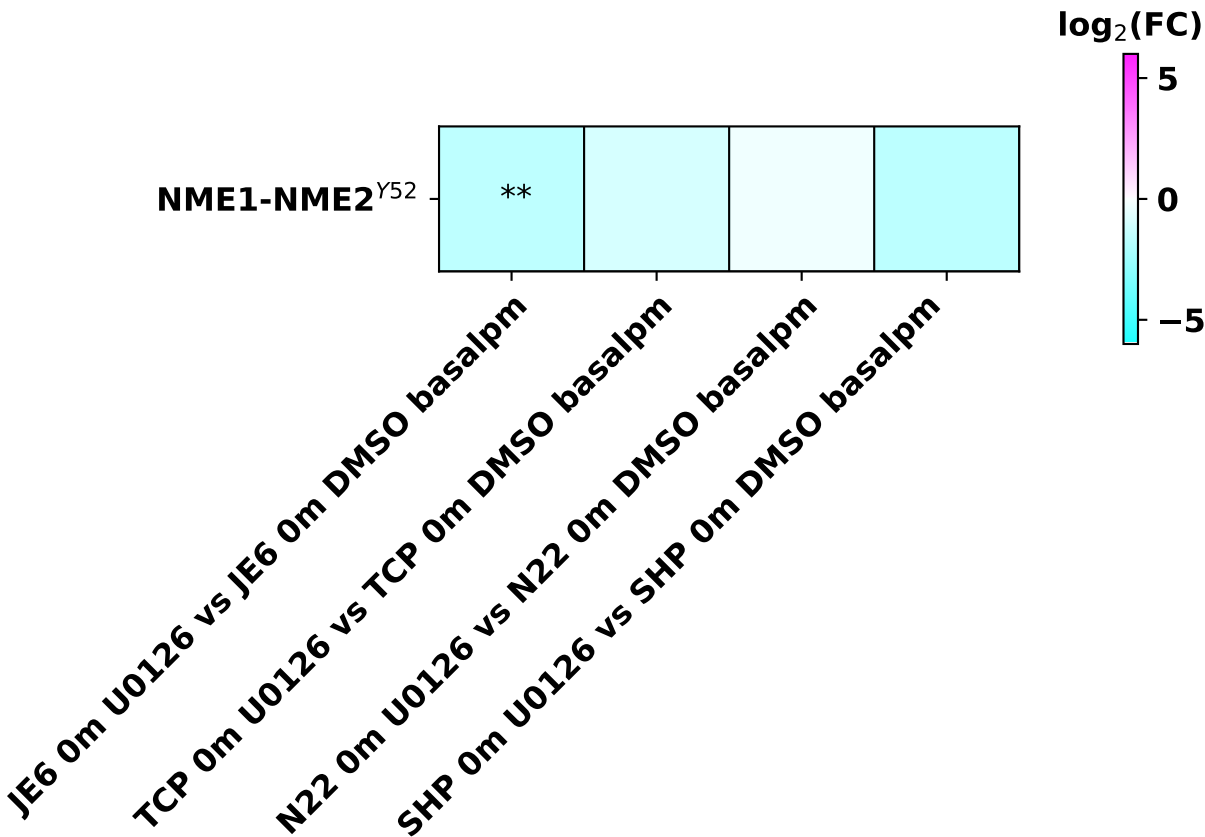 log₂(FC)
5
0
−5
NME1-NME2^Y52
**
JE6 0m U0126 vs JE6 0m DMSO basalpm
TCP 0m U0126 vs TCP 0m DMSO basalpm
N22 0m U0126 vs N22 0m DMSO basalpm
SHP 0m U0126 vs SHP 0m DMSO basalpm